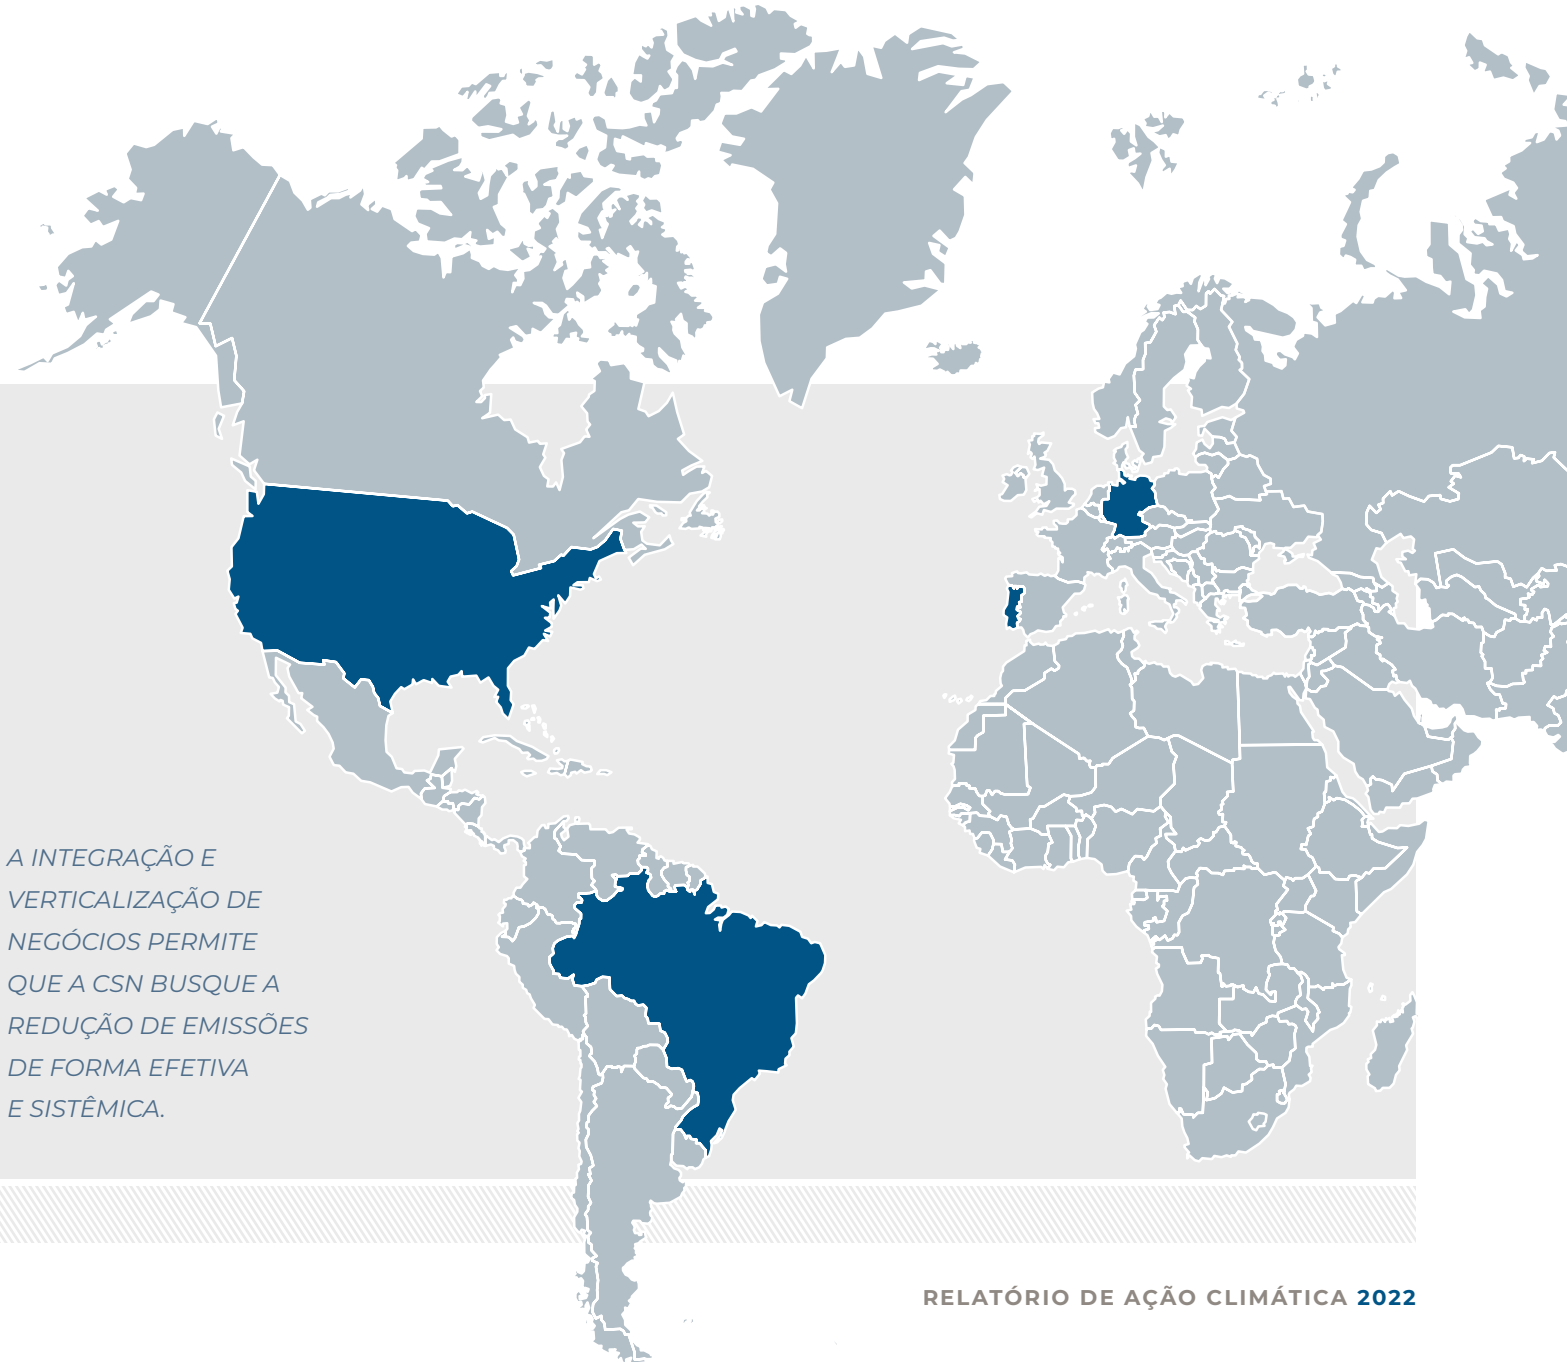 A INTEGRAÇÃO E
VERTICALIZAÇÃO DE
NEGÓCIOS PERMITE
QUE A CSN BUSQUE A
REDUÇÃO DE EMISSÕES
DE FORMA EFETIVA
E SISTÊMICA.
RELATÓRIO DE AÇÃO CLIMÁTICA 2022